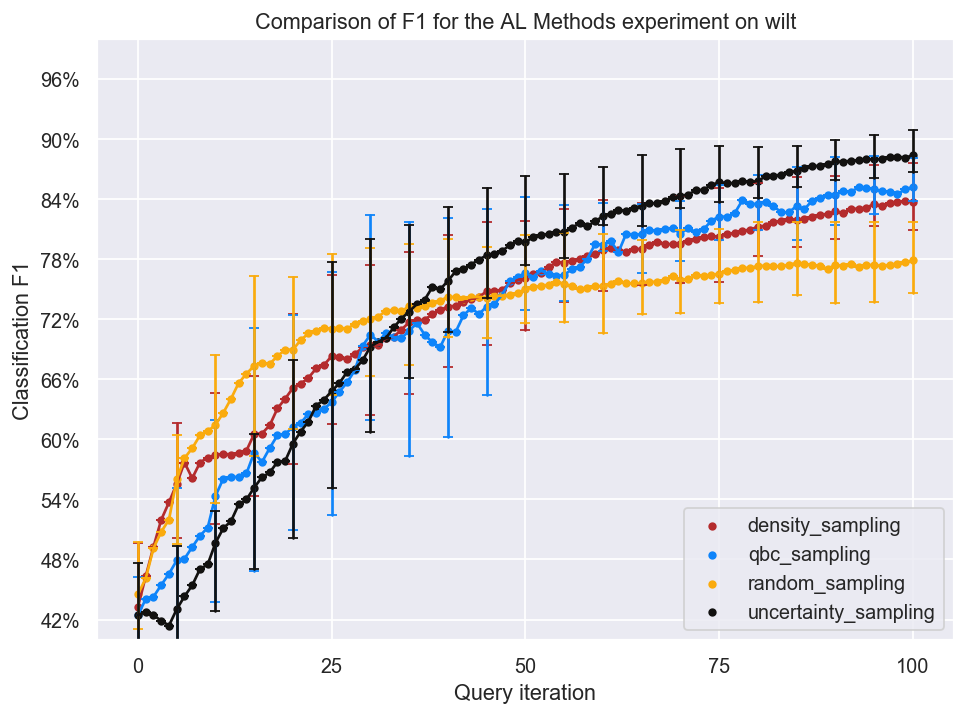 Comparison of F1 for the AL Methods experiment on wilt
96%
90%
84%
78%
72%
66%
60%
54%
48%
42%
Classification F1
density_sampling
qbc_sampling
random_sampling
uncertainty_sampling
0
25
50
75
100
Query iteration